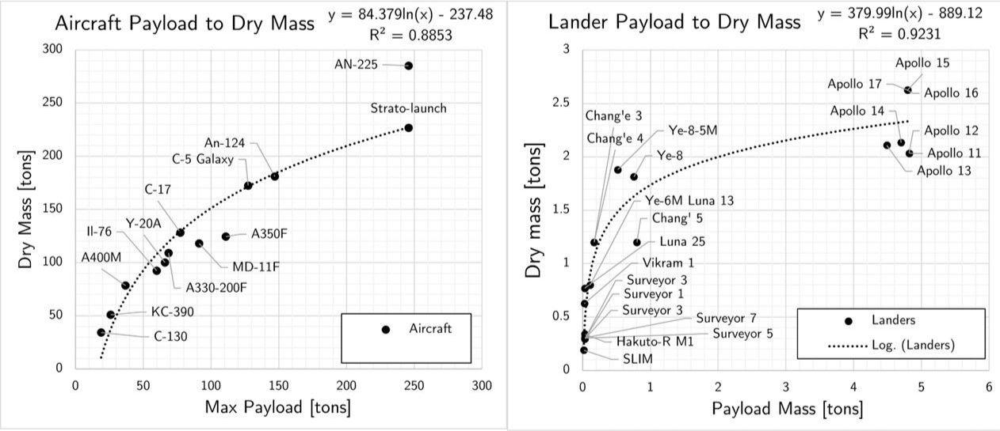 Aircraft Payload to Dry Mass
y = 84.379ln(x) - 237.48
R² = 0.8853
300
250
200
150
100
50
0
Dry Mass [tons]
AN-225
Strato-launch
An-124
C-5 Galaxy
C-17
Y-20A
Il-76
A350F
A400M
MD-11F
A330-200F
KC-390
C-130
Aircraft
0 50 100 150 200 250 300
Max Payload [tons]
Lander Payload to Dry Mass
y = 379.99ln(x) - 889.12
R² = 0.9231
3
2.5
2
1.5
1
0.5
0
Dry mass [tons]
Apollo 15
Apollo 17
Apollo 16
Apollo 14
Chang'e 3
Ye-8-5M
Apollo 12
Chang'e 4
Ye-8
Apollo 11
Apollo 13
Ye-6M Luna 13
Chang' 5
Luna 25
Vikram 1
Surveyor 3
Surveyor 1
Surveyor 3
Surveyor 7
Surveyor 5
Hakuto-R M1
SLIM
Landers
Log. (Landers)
0 1 2 3 4 5 6
Payload Mass [tons]